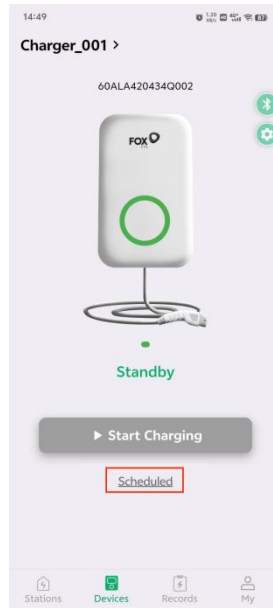 14:49
Charger_001 >
60ALA420434Q002
FOX
Standby
Start Charging
Scheduled
Stations Devices Records My